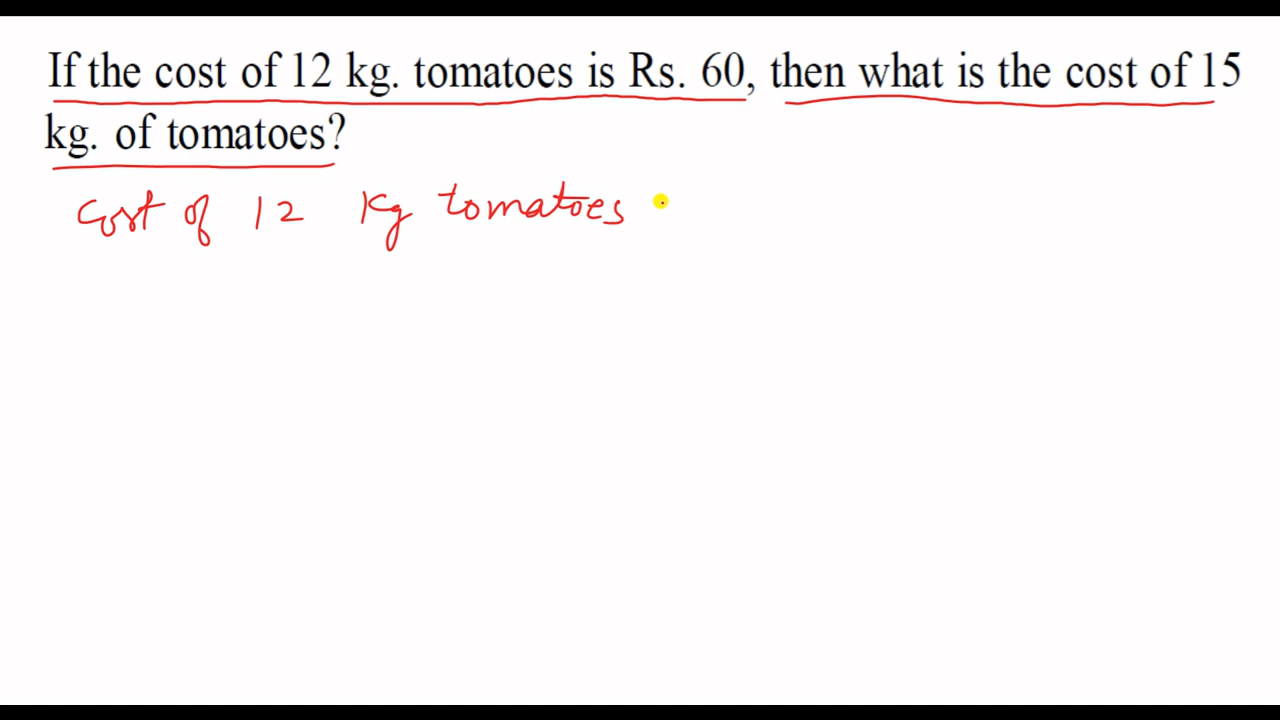 If the cost of 12 kg. tomatoes is Rs. 60, then what is the cost of 15
kg. of tomatoes?
Cost of 12 Kg tomatoes